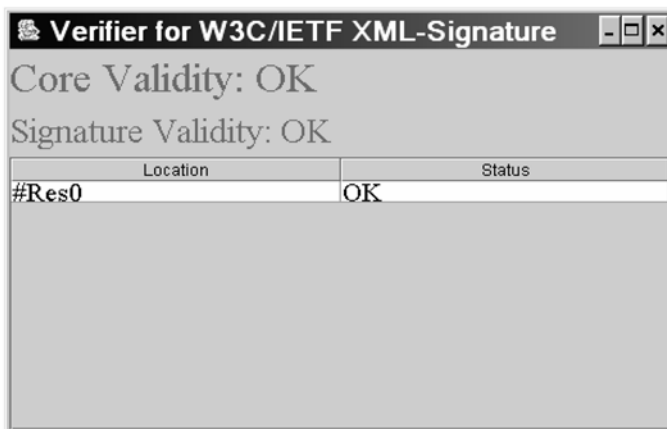 Verifier for W3C/IETF XML-Signature
Core Validity: OK
Signature Validity: OK
Location Status
#Res0 OK